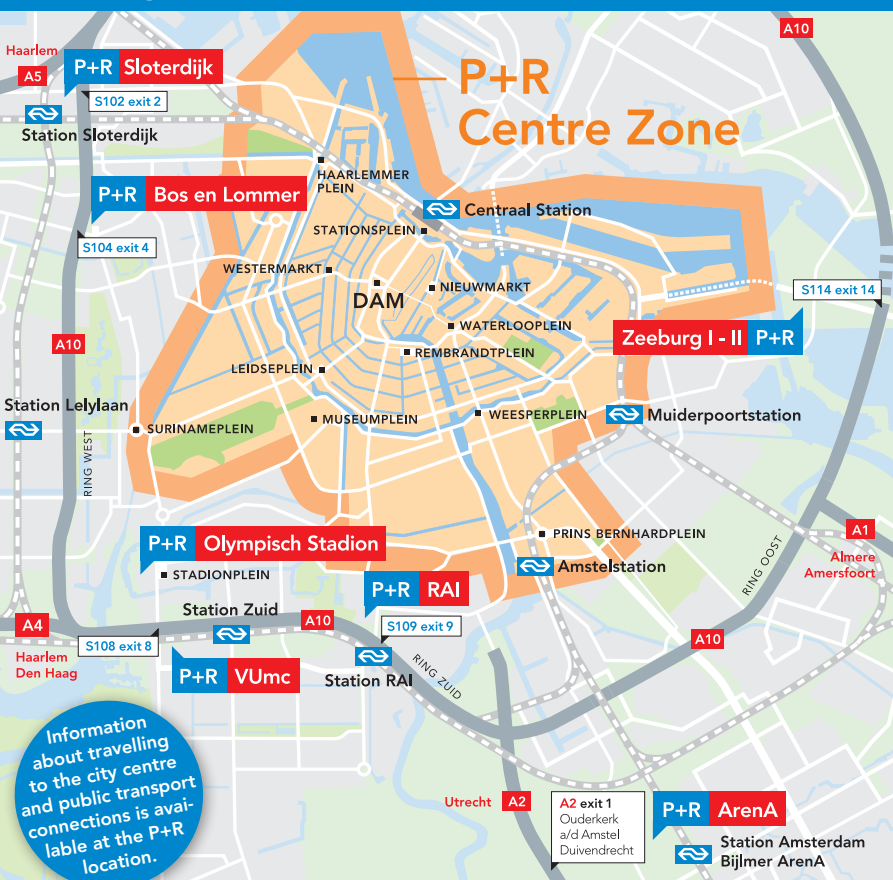 Haarlem
A5
P+R Sloterdijk
S102 exit 2
Station Sloterdijk
A10
P+R
Centre Zone
HAARLEMMER
PLEIN
P+R Bos en Lommer
S104 exit 4
Centraal Station
STATIONSPLEIN
WESTERMARKT
DAM
NIEUWMARKT
S114 exit 14
WATERLOOPLEIN
Zeeburg I - II P+R
A10
REMBRANDTPLEIN
LEIDSEPLEIN
Station Lelylaan
SURINAMEPLEIN
MUSEUMPLEIN
WEESPERPLEIN
Muiderpoortstation
RING WEST
P+R Olympisch Stadion
STADIONPLEIN
PRINS BERNHARDPLEIN
Amstelstation
A1
Almere
Amersfoort
RING OOST
P+R RAI
Station Zuid
A10
S109 exit 9
A4
Haarlem
Den Haag
S108 exit 8
P+R VUmc
Station RAI
RING ZUID
A10
Information
about travelling
to the city centre
and public transport
connections is avai-
lable at the P+R
location.
Utrecht A2
A2 exit 1
Ouderkerk
a/d Amstel
Duivendrecht
P+R ArenA
Station Amsterdam
Bijlmer ArenA